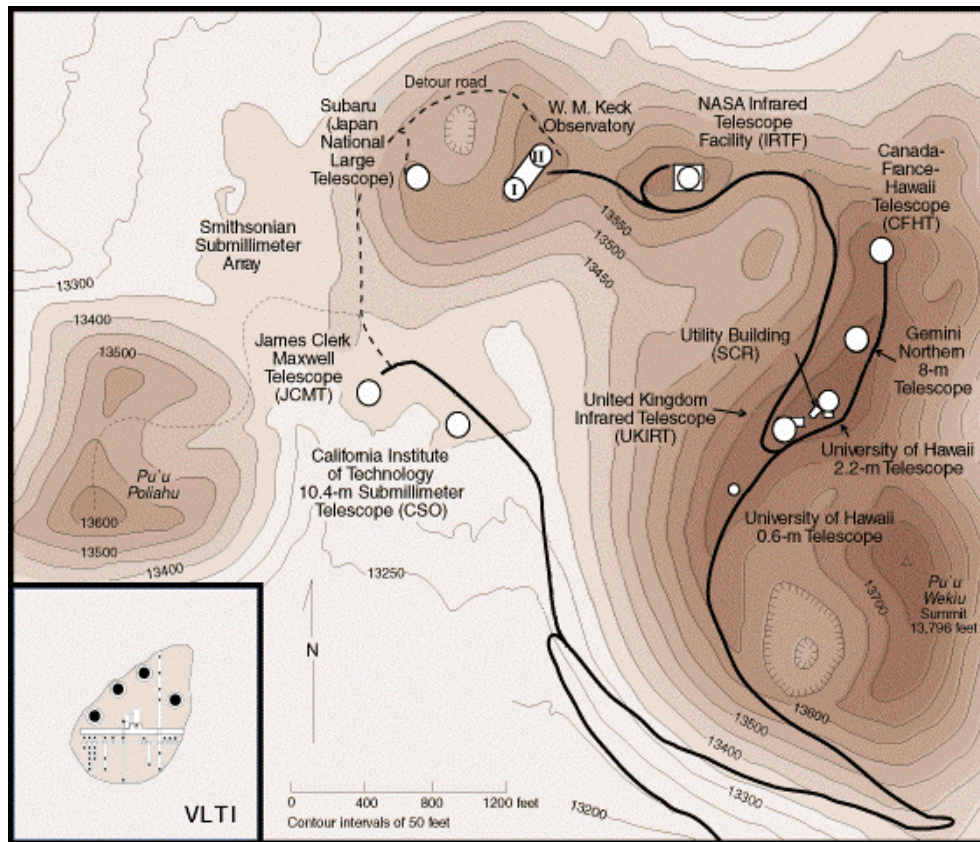 Detour road
Subaru
(Japan
National
Large
Telescope)
W. M. Keck
Observatory
II
I
NASA Infrared
Telescope
Facility (IRTF)
Canada-
France-
Hawaii
Telescope
(CFHT)
Smithsonian
Submillimeter
Array
13550
13500
13450
13300
13400
13500
James Clerk
Maxwell
Telescope
(JCMT)
Utility Building
(SCR)
Gemini
Northern
8-m
Telescope
United Kingdom
Infrared Telescope
(UKIRT)
University of Hawaii
2.2-m Telescope
California Institute
of Technology
10.4-m Submillimeter
Telescope (CSO)
Pu`u
Poliahu
13600
13500
13400
University of Hawaii
0.6-m Telescope
13250
13700
Pu`u
Wekiu
Summit
13,796 feet
N
13600
13500
13400
13300
13200
0 400 800 1200 feet
Contour intervals of 50 feet
VLTI